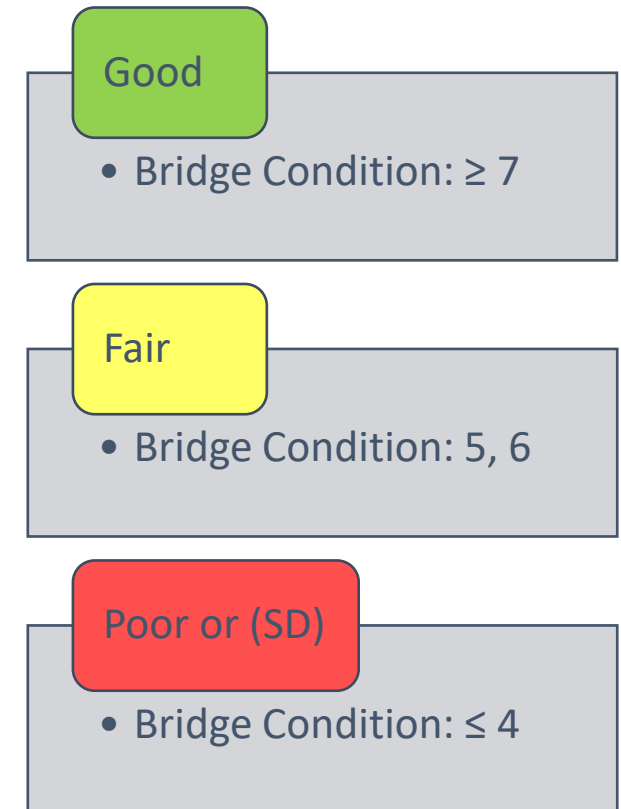 Good
• Bridge Condition: ≥ 7
Fair
• Bridge Condition: 5, 6
Poor or (SD)
• Bridge Condition: ≤ 4